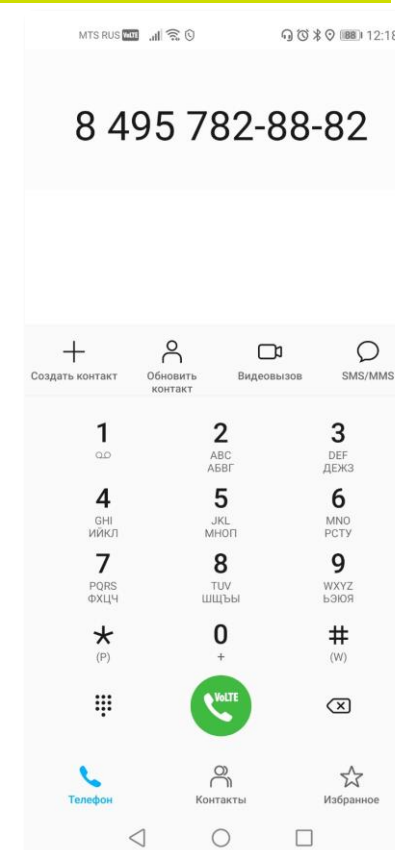 MTS RUS VoLTE 88 12:18
8 495 782-88-82
Создать контакт Обновить контакт Видеовызов SMS/MMS
1 2 3
ABC DEF
АБВГ ДЕЖЗ
4 5 6
GHI JKL MNO
ИЙКЛ МНОП РСТУ
7 8 9
PQRS TUV WXYZ
ФХЦЧ ШЩЪЫ ЬЭЮЯ
* 0 #
(P) + (W)
VoLTE
Телефон Контакты Избранное